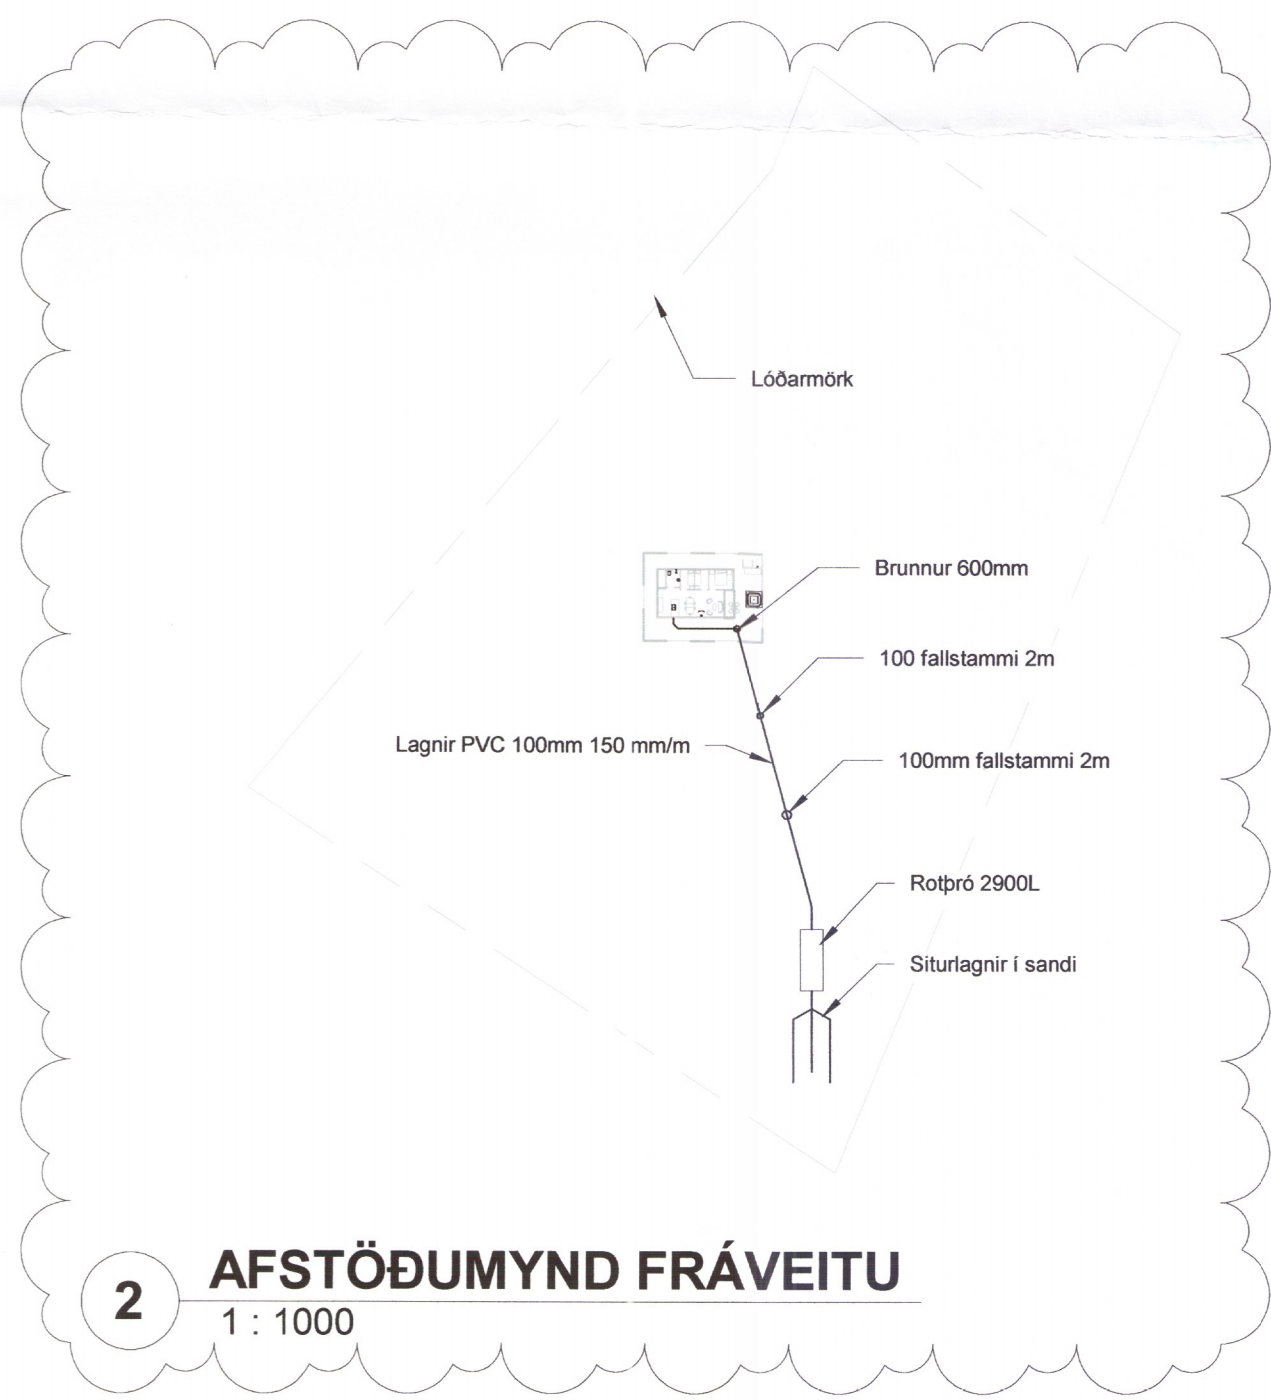 Lóðarmörk
Brunnur 600mm
100 fallstammi 2m
Lagnir PVC 100mm 150 mm/m
100mm fallstammi 2m
Rotþró 2900L
Siturlagnir í sandi
2
AFSTÖÐUMYND FRÁVEITU
1 : 1000